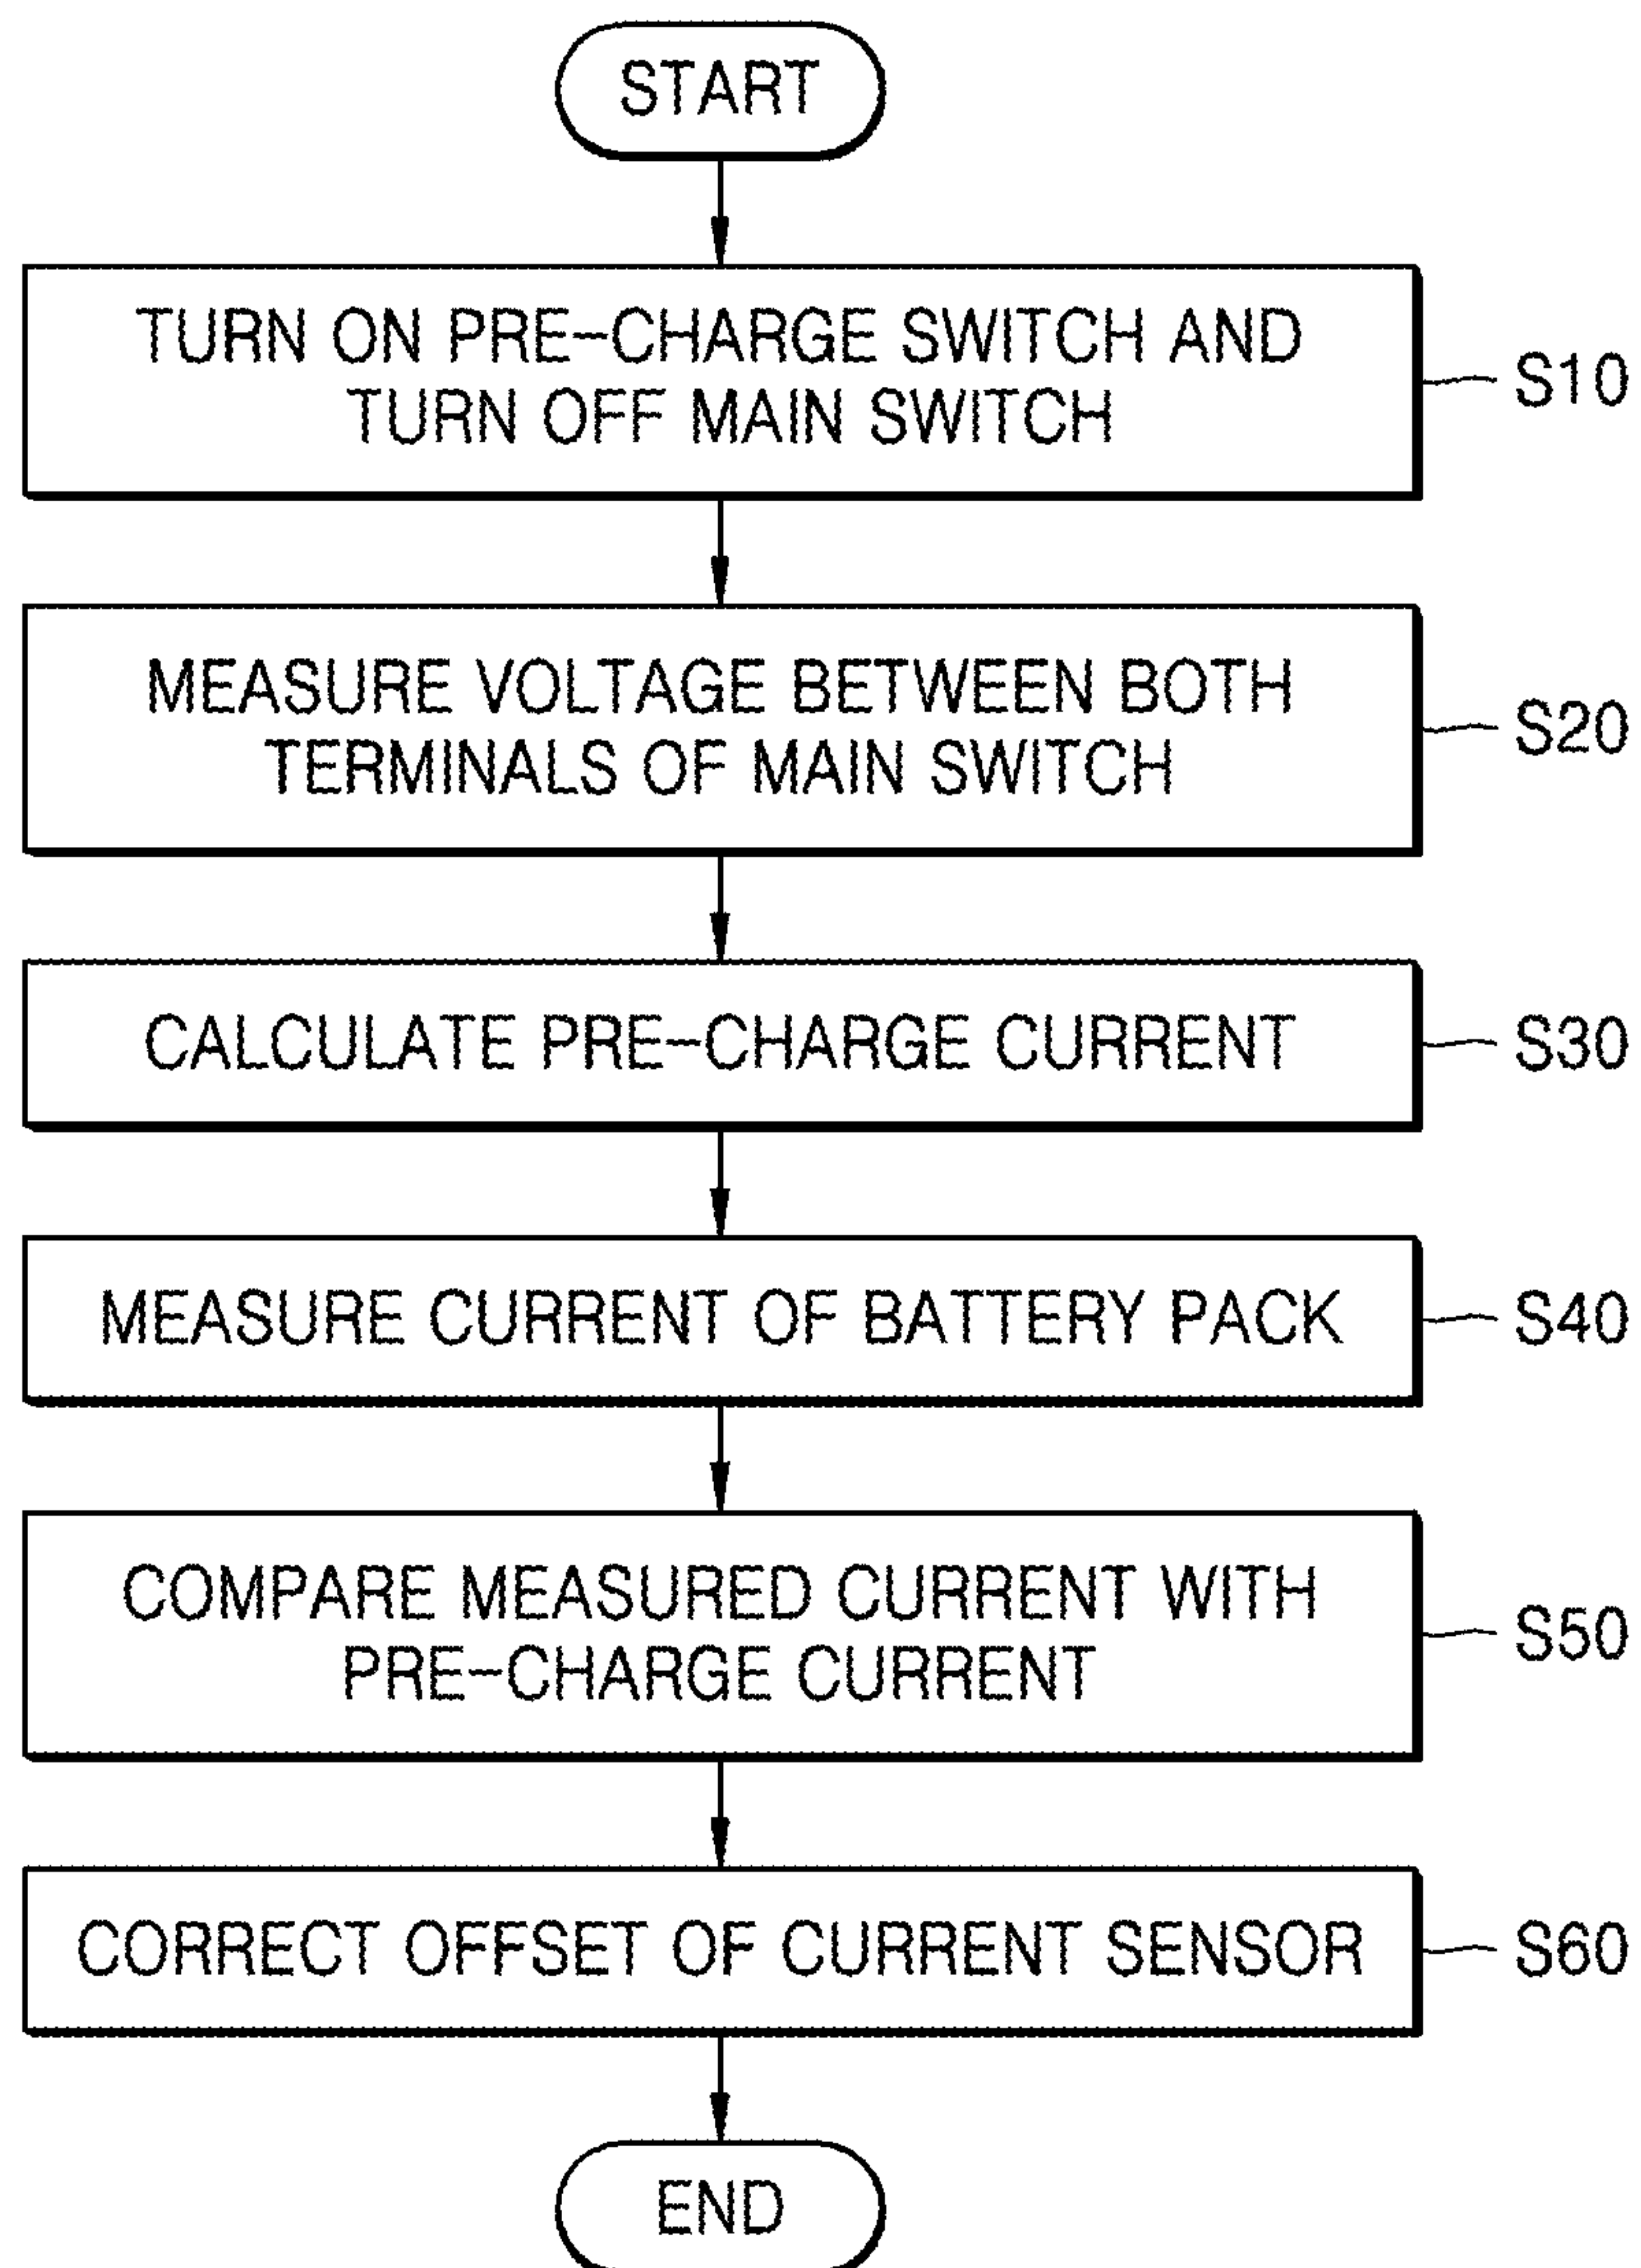 START
TURN ON PRE-CHARGE SWITCH AND
TURN OFF MAIN SWITCH
S10
MEASURE VOLTAGE BETWEEN BOTH
TERMINALS OF MAIN SWITCH
S20
CALCULATE PRE-CHARGE CURRENT
S30
MEASURE CURRENT OF BATTERY PACK
S40
COMPARE MEASURED CURRENT WITH
PRE-CHARGE CURRENT
S50
CORRECT OFFSET OF CURRENT SENSOR
S60
END